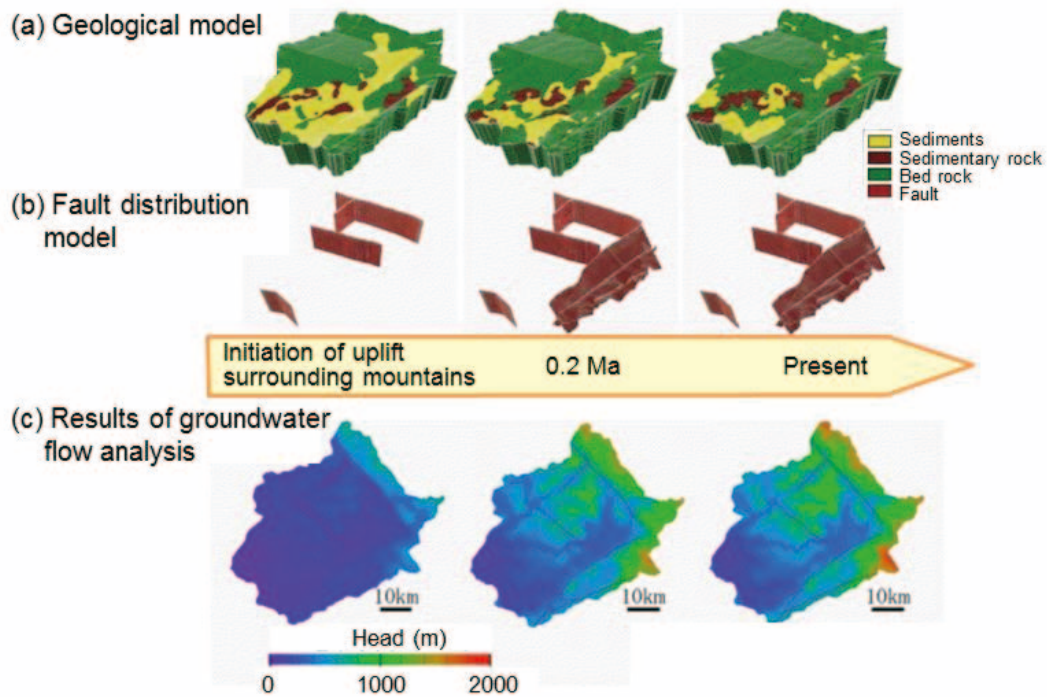 (a) Geological model
Sediments
Sedimentary rock
Bed rock
Fault
(b) Fault distribution
model
Initiation of uplift
surrounding mountains
0.2 Ma
Present
(c) Results of groundwater
flow analysis
10km
10km
10km
Head (m)
0 1000 2000